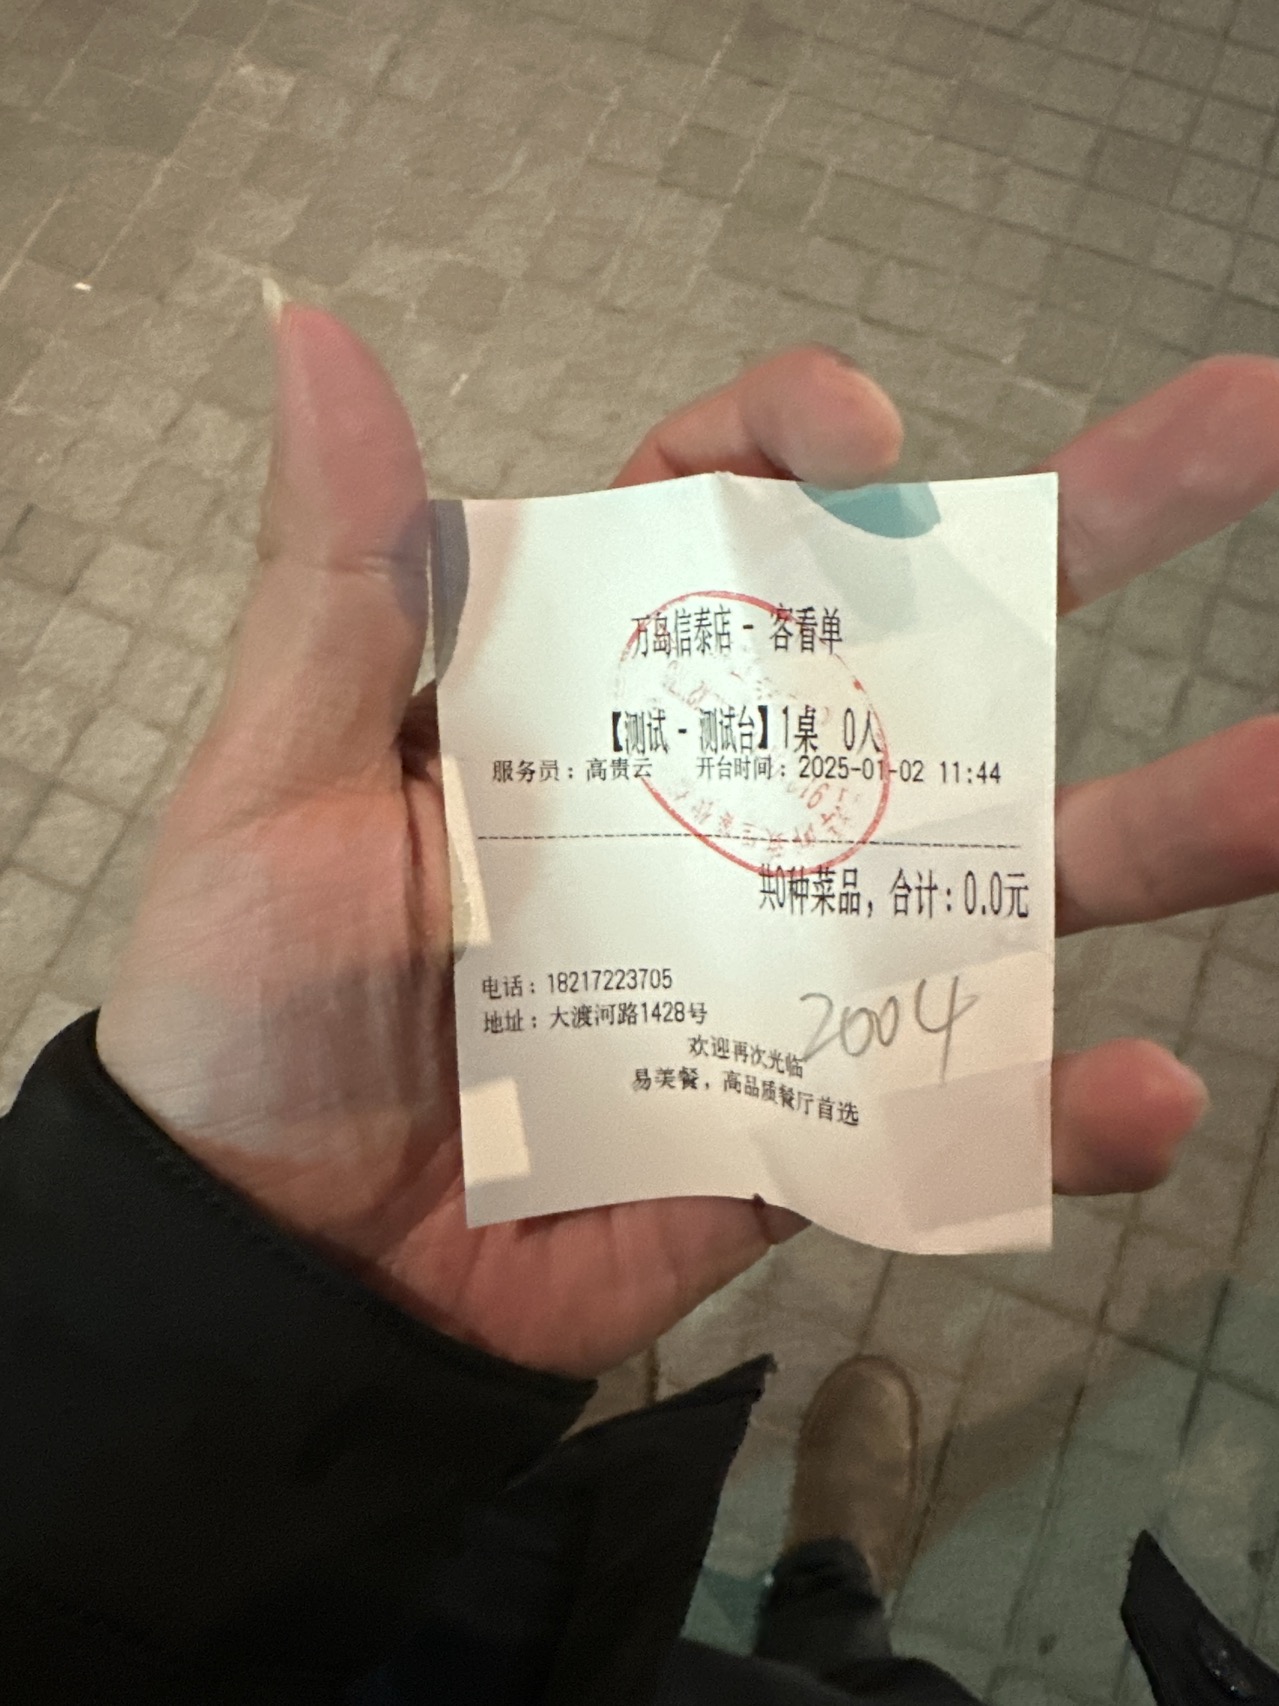 万岛信泰店 - 客看单
【测试 - 测试台】1桌 0人
服务员：高贵云 开台时间：2025-01-02 11:44
共0种菜品，合计：0.0元
电话：18217223705
地址：大渡河路1428号
2004
欢迎再次光临
易美餐，高品质餐厅首选